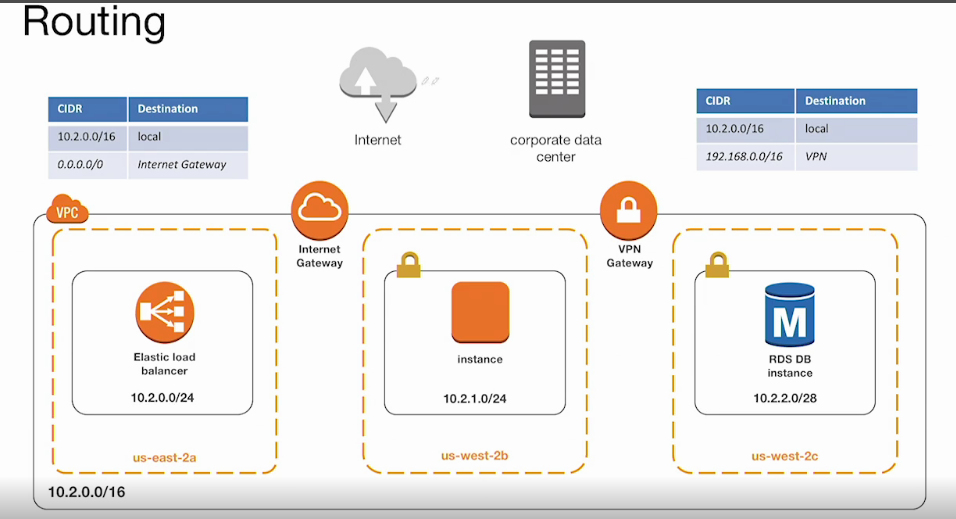 Routing
CIDR Destination
10.2.0.0/16 local
0.0.0.0/0 Internet Gateway
Internet
corporate data
center
CIDR Destination
10.2.0.0/16 local
192.168.0.0/16 VPN
VPC
Internet
Gateway
VPN
Gateway
Elastic load
balancer
10.2.0.0/24
us-east-2a
instance
10.2.1.0/24
us-west-2b
M
RDS DB
instance
10.2.2.0/28
us-west-2c
10.2.0.0/16